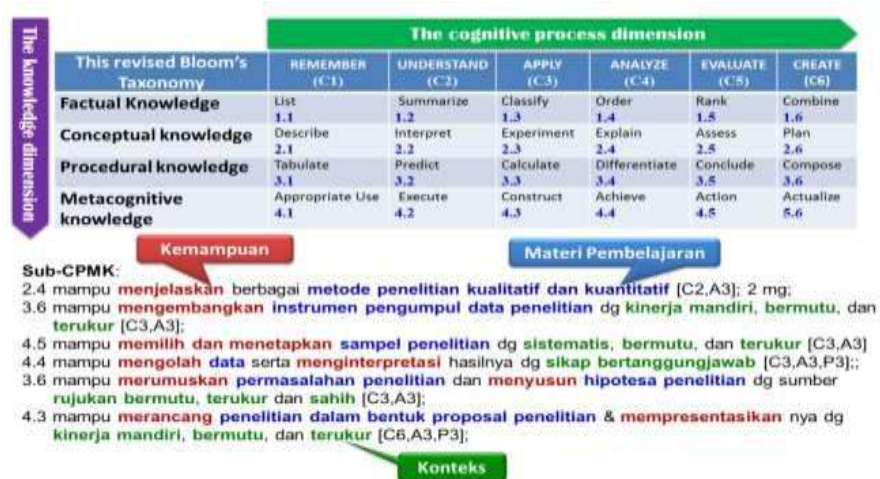 The cognitive process dimension
The knowledge dimension
This revised Bloom's Taxonomy REMEMBER (C1) UNDERSTAND (C2) APPLY (C3) ANALYZE (C4) EVALUATE (C5) CREATE (C6)
Factual Knowledge List 1.1 Summarize 1.2 Classify 1.3 Order 1.4 Rank 1.5 Combine 1.6
Conceptual knowledge Describe 2.1 Interpret 2.2 Experiment 2.3 Explain 2.4 Assess 2.5 Plan 2.6
Procedural knowledge Tabulate 3.1 Predict 3.2 Calculate 3.3 Differentiate 3.4 Conclude 3.5 Compose 3.6
Metacognitive knowledge Appropriate Use 4.1 Execute 4.2 Construct 4.3 Achieve 4.4 Action 4.5 Actualize 5.6
Kemampuan
Materi Pembelajaran
Sub-CPMK:
2.4 mampu menjelaskan berbagai metode penelitian kualitatif dan kuantitatif [C2,A3]; 2 mg;
3.6 mampu mengembangkan instrumen pengumpul data penelitian dg kinerja mandiri, bermutu, dan
terukur [C3,A3];
4.5 mampu memilih dan menetapkan sampel penelitian dg sistematis, bermutu, dan terukur [C3,A3]
4.4 mampu mengolah data serta menginterpretasi hasilnya dg sikap bertanggungjawab [C3,A3,P3];;
3.6 mampu merumuskan permasalahan penelitian dan menyusun hipotesa penelitian dg sumber
rujukan bermutu, terukur dan sahih [C3,A3];
4.3 mampu merancang penelitian dalam bentuk proposal penelitian & mempresentasikan nya dg
kinerja mandiri, bermutu, dan terukur [C6,A3,P3];
Konteks